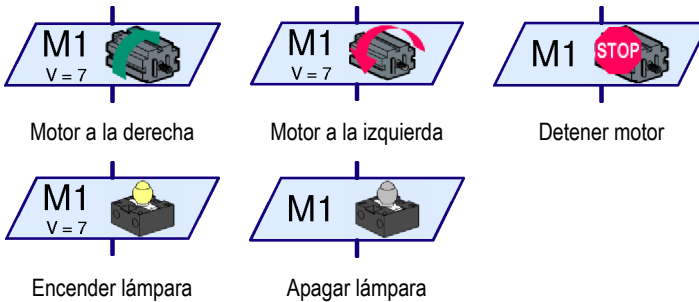 M1
V = 7
Motor a la derecha
M1
V = 7
Motor a la izquierda
M1
STOP
Detener motor
M1
V = 7
Encender lámpara
M1
Apagar lámpara